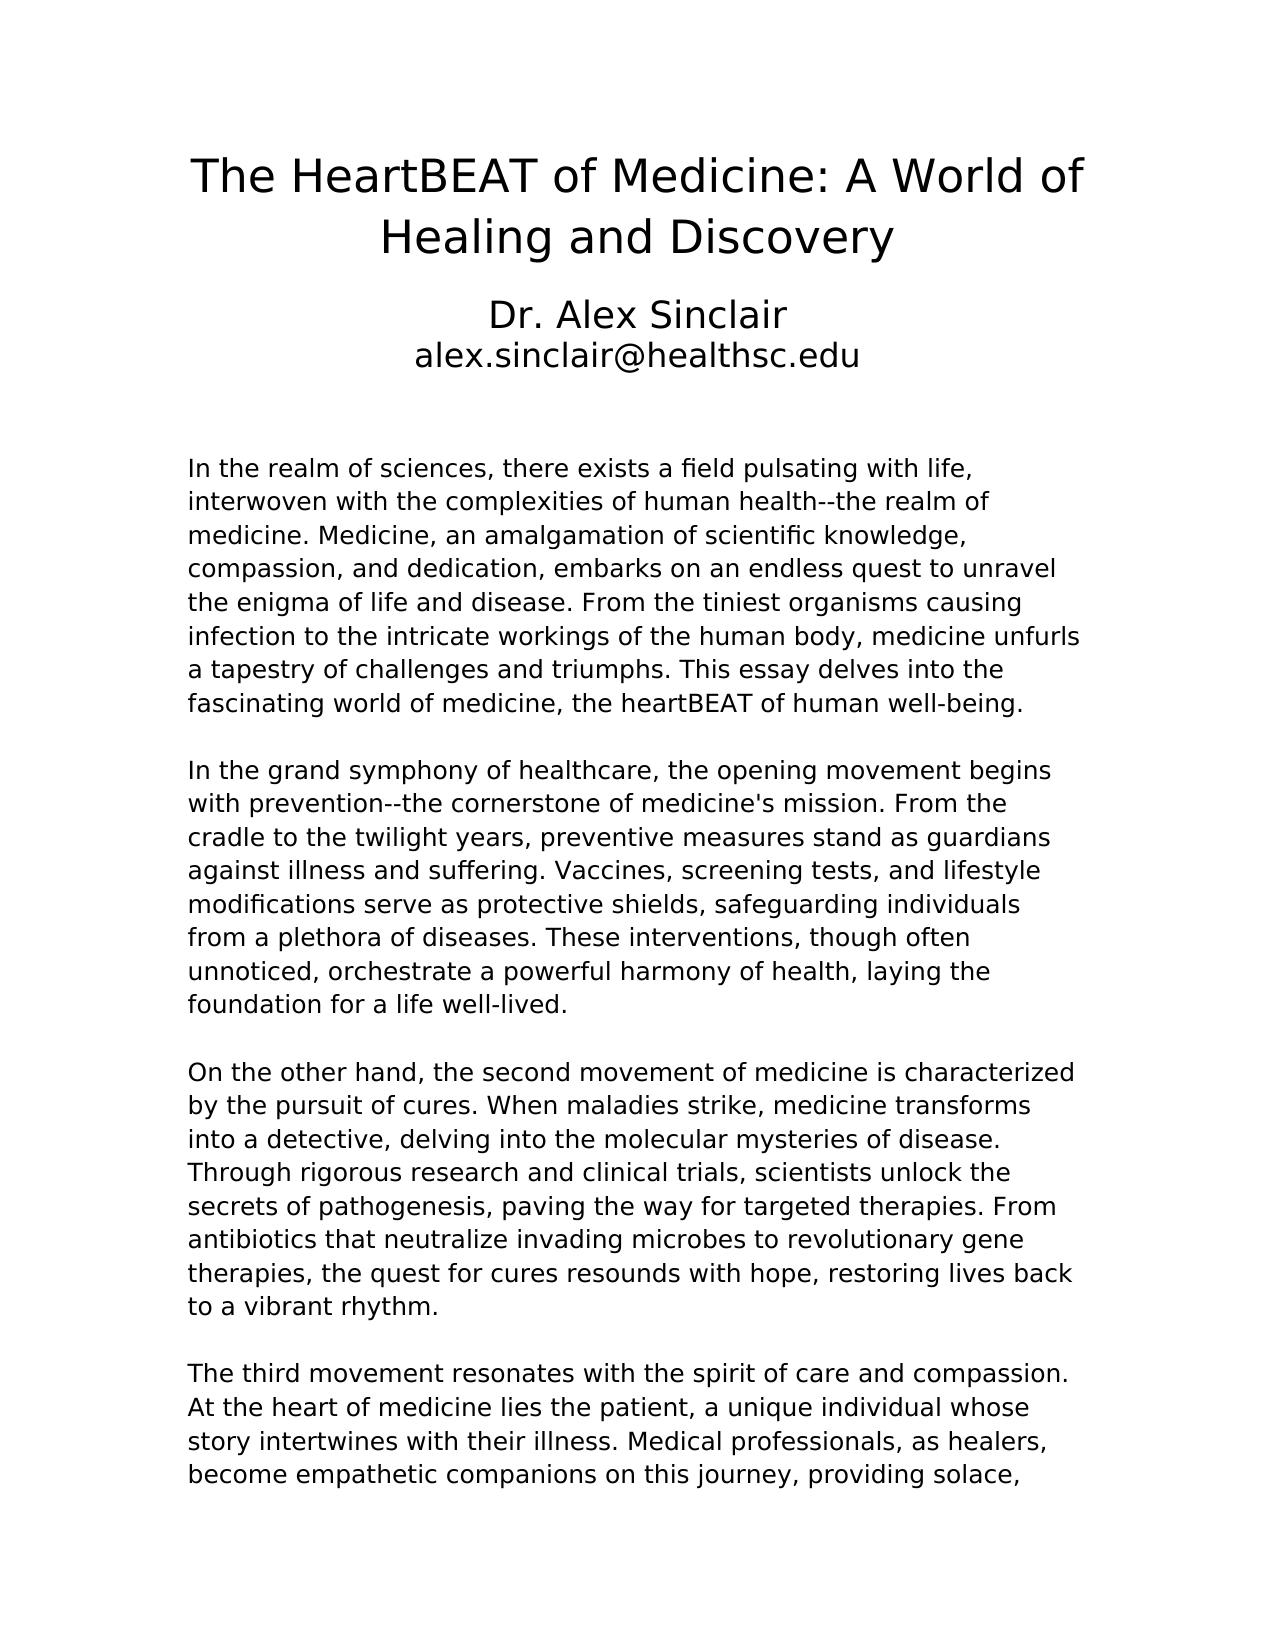 The HeartBEAT of Medicine: A World of
Healing and Discovery
Dr. Alex Sinclair
alex.sinclair@healthsc.edu
In the realm of sciences, there exists a field pulsating with life,
interwoven with the complexities of human health--the realm of
medicine. Medicine, an amalgamation of scientific knowledge,
compassion, and dedication, embarks on an endless quest to unravel
the enigma of life and disease. From the tiniest organisms causing
infection to the intricate workings of the human body, medicine unfurls
a tapestry of challenges and triumphs. This essay delves into the
fascinating world of medicine, the heartBEAT of human well-being.
In the grand symphony of healthcare, the opening movement begins
with prevention--the cornerstone of medicine's mission. From the
cradle to the twilight years, preventive measures stand as guardians
against illness and suffering. Vaccines, screening tests, and lifestyle
modifications serve as protective shields, safeguarding individuals
from a plethora of diseases. These interventions, though often
unnoticed, orchestrate a powerful harmony of health, laying the
foundation for a life well-lived.
On the other hand, the second movement of medicine is characterized
by the pursuit of cures. When maladies strike, medicine transforms
into a detective, delving into the molecular mysteries of disease.
Through rigorous research and clinical trials, scientists unlock the
secrets of pathogenesis, paving the way for targeted therapies. From
antibiotics that neutralize invading microbes to revolutionary gene
therapies, the quest for cures resounds with hope, restoring lives back
to a vibrant rhythm.
The third movement resonates with the spirit of care and compassion.
At the heart of medicine lies the patient, a unique individual whose
story intertwines with their illness. Medical professionals, as healers,
become empathetic companions on this journey, providing solace,